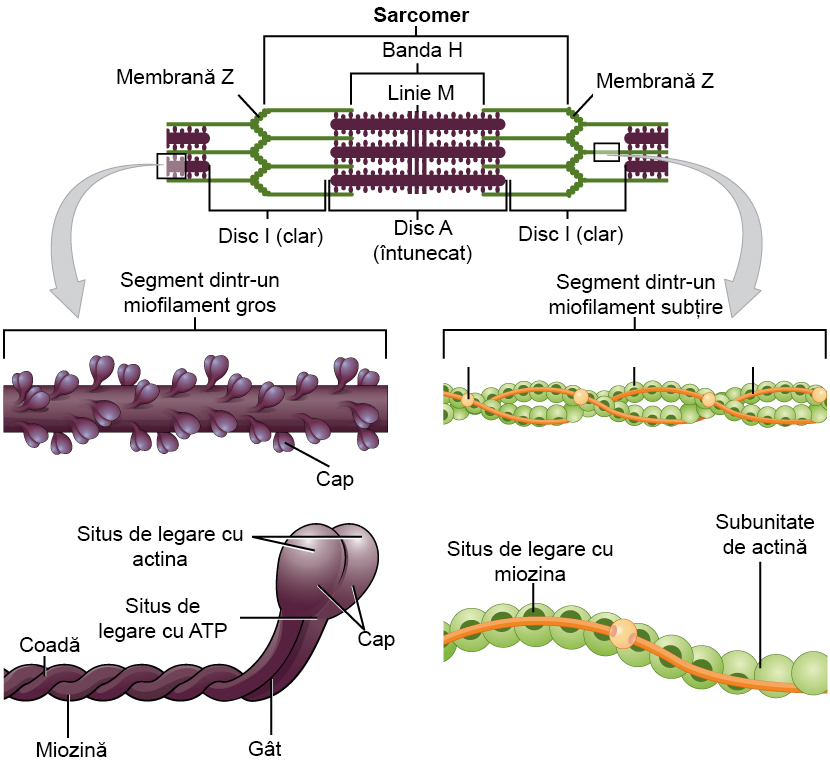 Sarcomer
Banda H
Membrană Z
Linie M
Membrană Z
Disc I (clar)
Disc A
(întunecat)
Disc I (clar)
Segment dintr-un
miofilament gros
Segment dintr-un
miofilament subțire
Cap
Situs de legare cu
actina
Situs de
legare cu ATP
Cap
Coadă
Miozină
Gât
Situs de legare cu
miozina
Subunitate
de actină